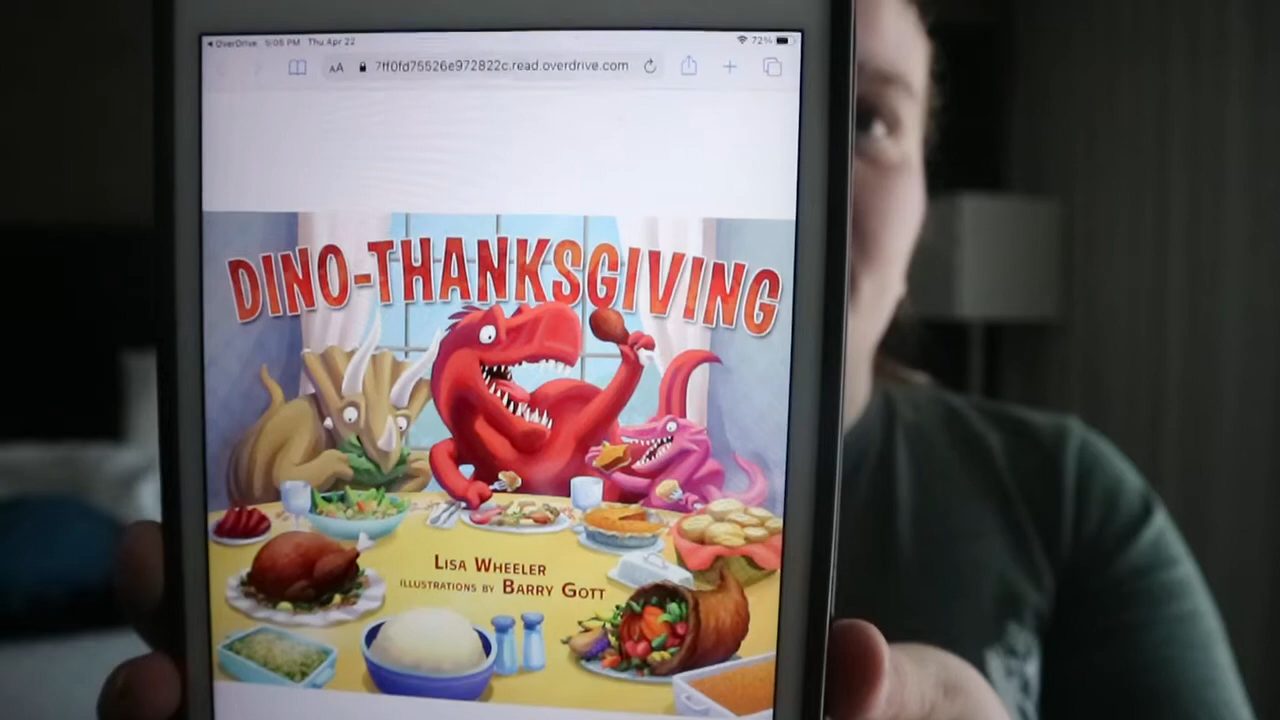 OverDrive 5:05 PM Thu Apr 22 72%
AA 7ff0fd75526e972822c.read.overdrive.com
DINO-THANKSGIVING
LISA WHEELER
ILLUSTRATIONS BY BARRY GOTT